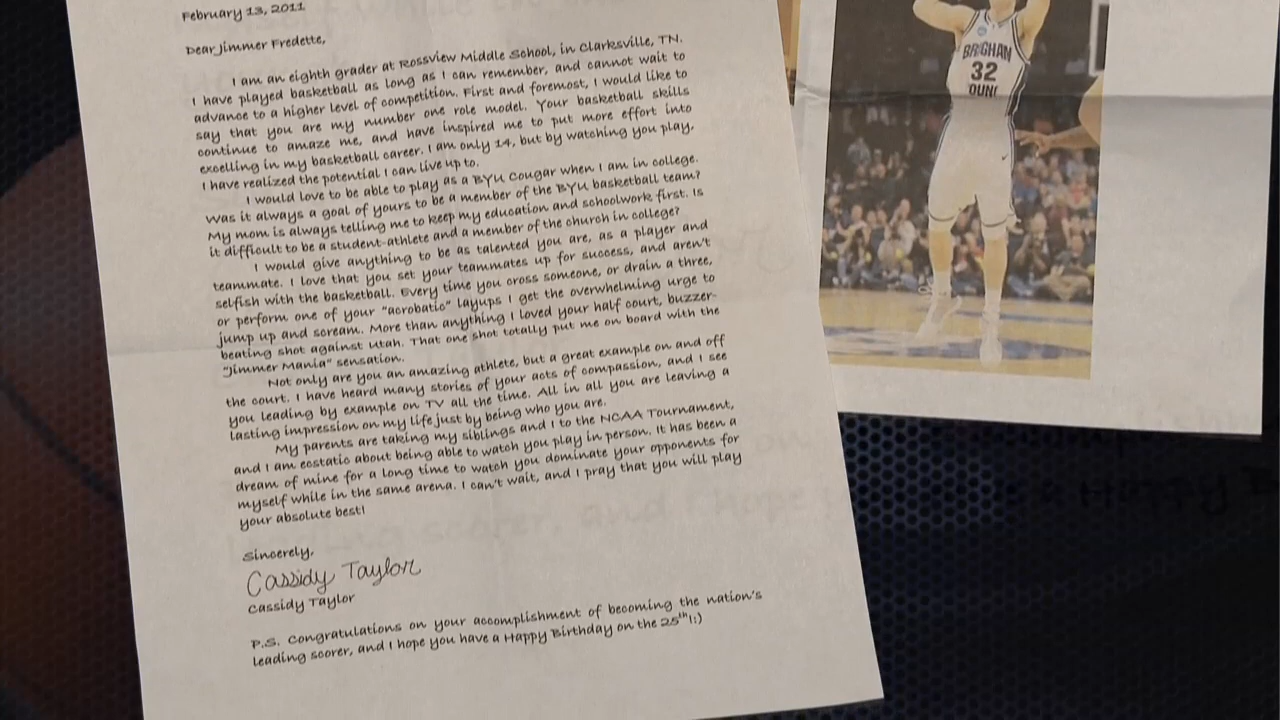 February 13, 2011
Dear Jimmer Fredette,
I am an eighth grader at Rossview Middle School, in Clarksville, TN.
I have played basketball as long as I can remember, and cannot wait to
advance to a higher level of competition. First and foremost, I would like to
say that you are my number one role model. Your basketball skills
continue to amaze me, and have inspired me to put more effort into
excelling in my basketball career. I am only 14, but by watching you play,
I have realized the potential I can live up to.
I would love to be able to play as a BYU Cougar when I am in college.
Was it always a goal of yours to be a member of the BYU basketball team?
My mom is always telling me to keep my education and schoolwork first. Is
it difficult to be a student-athlete and a member of the church in college?
I would give anything to be as talented you are, as a player and
teammate. I love that you set your teammates up for success, and aren't
selfish with the basketball. Every time you cross someone, or drain a three,
or perform one of your "acrobatic" layups I get the overwhelming urge to
jump up and scream. More than anything I loved your half court, buzzer-
beating shot against Utah. That one shot totally put me on board with the
"Jimmer Mania" sensation.
Not only are you an amazing athlete, but a great example on and off
the court. I have heard many stories of your acts of compassion, and I see
you leading by example on TV all the time. All in all you are leaving a
lasting impression on my life just by being who you are.
My parents are taking my siblings and I to the NCAA Tournament,
and I am ecstatic about being able to watch you play in person. It has been a
dream of mine for a long time to watch you dominate your opponents for
myself while in the same arena. I can't wait, and I pray that you will play
your absolute best!
Sincerely,
Cassidy Taylor
Cassidy Taylor
P.S. Congratulations on your accomplishment of becoming the nation's
leading scorer, and I hope you have a Happy Birthday on the 25th!:)
BRIGHAM
32